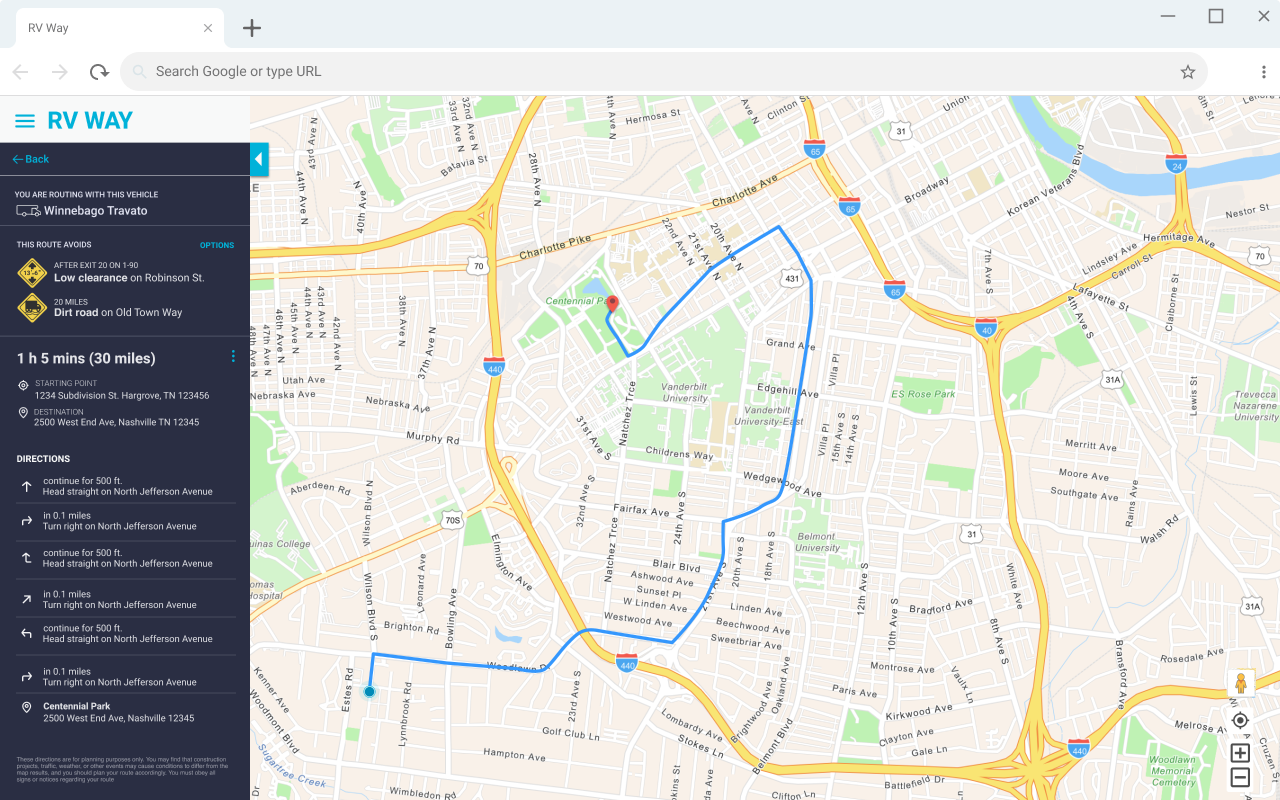 RV Way
Search Google or type URL
RV WAY
Back
YOU ARE ROUTING WITH THIS VEHICLE
Winnebago Travato
THIS ROUTE AVOIDS
OPTIONS
13'-6"
AFTER EXIT 20 ON 1-90
Low clearance on Robinson St.
20 MILES
Dirt road on Old Town Way
1 h 5 mins (30 miles)
STARTING POINT
1234 Subdivision St. Hargrove, TN 123456
DESTINATION
2500 West End Ave, Nashville TN 12345
DIRECTIONS
continue for 500 ft.
Head straight on North Jefferson Avenue
in 0.1 miles
Turn right on North Jefferson Avenue
continue for 500 ft.
Head straight on North Jefferson Avenue
in 0.1 miles
Turn right on North Jefferson Avenue
continue for 500 ft.
Head straight on North Jefferson Avenue
in 0.1 miles
Turn right on North Jefferson Avenue
Centennial Park
2500 West End Ave, Nashville 12345
These directions are for planning purposes only. You may find that construction
projects, traffic, weather, or other events may cause conditions to differ from the
map results, and you should plan your route accordingly. You must obey all
signs or notices regarding your route
43rd Ave N
33rd Ave N
32nd Ave N
Hermosa St
Clinton St
Union
31
Batavia St
65
24
44th Ave N
40th Ave N
28th Ave N
Charlotte Ave
Broadway
Korean Veterans Blvd
65
Nestor St
Charlotte Pike
22nd Ave N
21st Ave N
20th Ave N
Hermitage Ave
Lindsley Ave
Carroll St
7th Ave S
70
70
431
65
Lafayette St
4th Ave S
Claiborne St
Centennial Park
46th Ave N
47th Ave N
45th Ave N
44th Ave N
43rd Ave N
42nd Ave N
38th Ave N
37th Ave N
40
Grand Ave
Villa Pl
440
31A
Utah Ave
Nebraska Ave
Nebraska Ave
Vanderbilt
University
Edgehill Ave
ES Rose Park
Lewis St
Trevecca
Nazarene
University
Vanderbilt
University-East
Natchez Trce
Murphy Rd
31st Ave S
Villa Pl
15th Ave S
14th Ave S
Childrens Way
Merritt Ave
Moore Ave
Southgate Ave
Rains Ave
Wedgewood Ave
Aberdeen Rd
Wilson Blvd N
32nd Ave S
24th Ave S
Fairfax Ave
70S
31
Walsh Rd
Belmont
University
Elmington Ave
Natchez Trce
20th Ave S
18th Ave S
Blair Blvd
Ashwood Ave
Sunset Pl
W Linden Ave
Westwood Ave
21st Ave S
12th Ave S
White Ave
Leonard Ave
Bowling Ave
Wilson Blvd S
Brighton Rd
Linden Ave
Beechwood Ave
Sweetbriar Ave
Bradford Ave
8th Ave S
31A
Woodlawn Dr
440
Montrose Ave
Rosedale Ave
Bransford Ave
Kenner Ave
Woodmont Blvd
Estes Rd
Lynnbrook Rd
23rd Ave S
Paris Ave
Vaulx Ln
Kirkwood Ave
Oakland Ave
Brightwood Ave
Belmont Blvd
Lombardy Ave
Stokes Ln
Golf Club Ln
Clayton Ave
Gale Ln
Melrose Ave
440
Hampton Ave
Sugartree Creek
Battlefield Dr
Woodlawn
Memorial
Cemetery
Wimbledon Rd
Clifton Ln